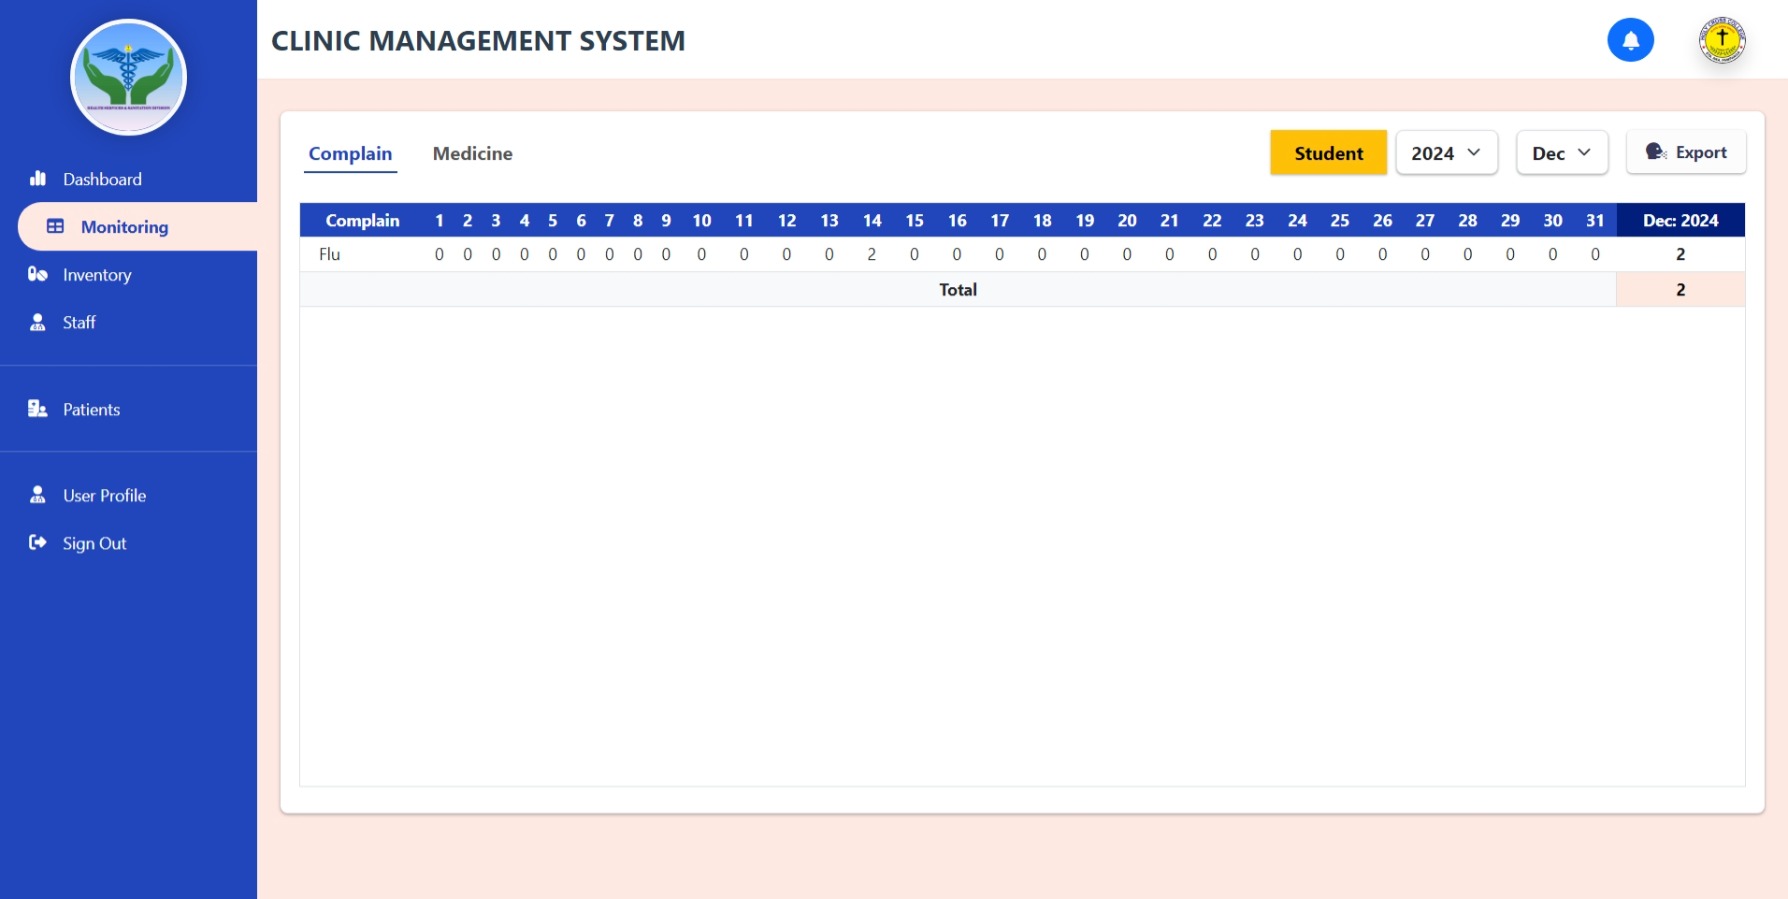 CLINIC MANAGEMENT SYSTEM
HEALTH SERVICES & SANITATION DIVISION
Dashboard
Monitoring
Inventory
Staff
Patients
User Profile
Sign Out
Complain Medicine Student 2024 Dec Export
Complain 1 2 3 4 5 6 7 8 9 10 11 12 13 14 15 16 17 18 19 20 21 22 23 24 25 26 27 28 29 30 31 Dec: 2024
Flu 0 0 0 0 0 0 0 0 0 0 0 0 0 2 0 0 0 0 0 0 0 0 0 0 0 0 0 0 0 0 0 2
Total 2